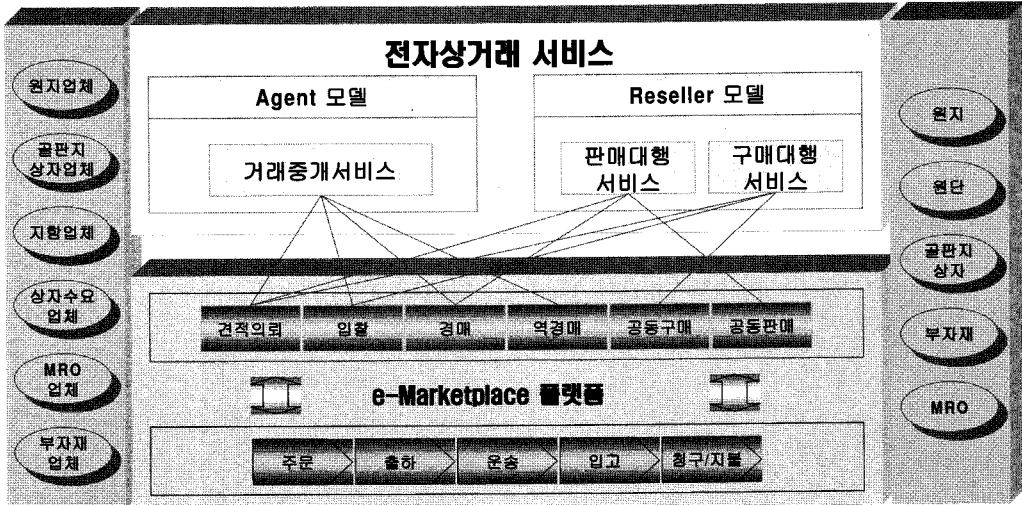 전자상거래 서비스
Agent 모델
Reseller 모델
거래중개서비스
판매대행
서비스
구매대행
서비스
원지업체
골판지
상자업체
지함업체
상자수요
업체
MRO
업체
부자재
업체
견적의뢰
입찰
경매
역경매
공동구매
공동판매
e-Marketplace 플랫폼
주문
출하
운송
입고
청구/지불
원지
원단
골판지
상자
부자재
MRO